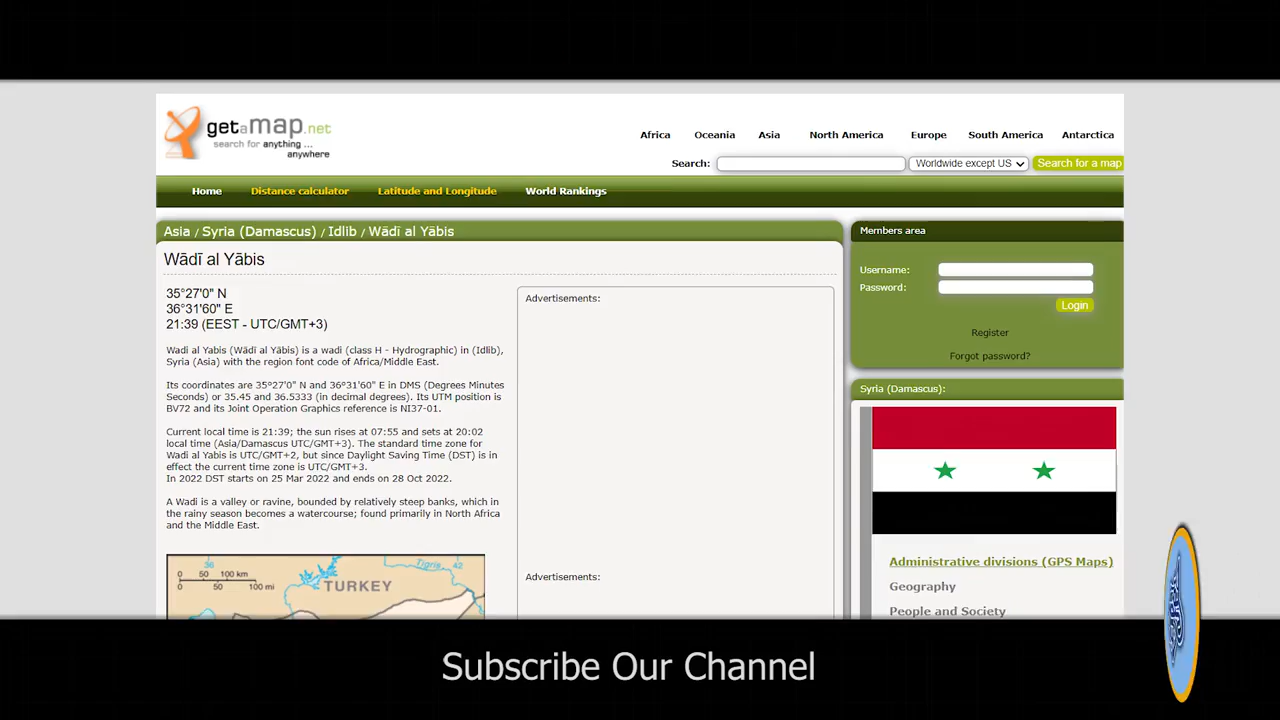 getamap.net
search for anything ...
anywhere
Africa Oceania Asia North America Europe South America Antarctica
Search: Worldwide except US Search for a map
Home Distance calculator Latitude and Longitude World Rankings
Asia / Syria (Damascus) / Idlib / Wādī al Yābis
Wādī al Yābis
35°27'0" N
36°31'60" E
21:39 (EEST - UTC/GMT+3)
Wadi al Yabis (Wādī al Yābis) is a wadi (class H - Hydrographic) in (Idlib),
Syria (Asia) with the region font code of Africa/Middle East.
Its coordinates are 35°27'0" N and 36°31'60" E in DMS (Degrees Minutes
Seconds) or 35.45 and 36.5333 (in decimal degrees). Its UTM position is
BV72 and its Joint Operation Graphics reference is NI37-01.
Current local time is 21:39; the sun rises at 07:55 and sets at 20:02
local time (Asia/Damascus UTC/GMT+3). The standard time zone for
Wadi al Yabis is UTC/GMT+2, but since Daylight Saving Time (DST) is in
effect the current time zone is UTC/GMT+3.
In 2022 DST starts on 25 Mar 2022 and ends on 28 Oct 2022.
A Wadi is a valley or ravine, bounded by relatively steep banks, which in
the rainy season becomes a watercourse; found primarily in North Africa
and the Middle East.
36 Tigris 42
0 50 100 km
0 50 100 mi
TURKEY
Advertisements:
Advertisements:
Members area
Username:
Password:
Login
Register
Forgot password?
Syria (Damascus):
Administrative divisions (GPS Maps)
Geography
People and Society
Subscribe Our Channel